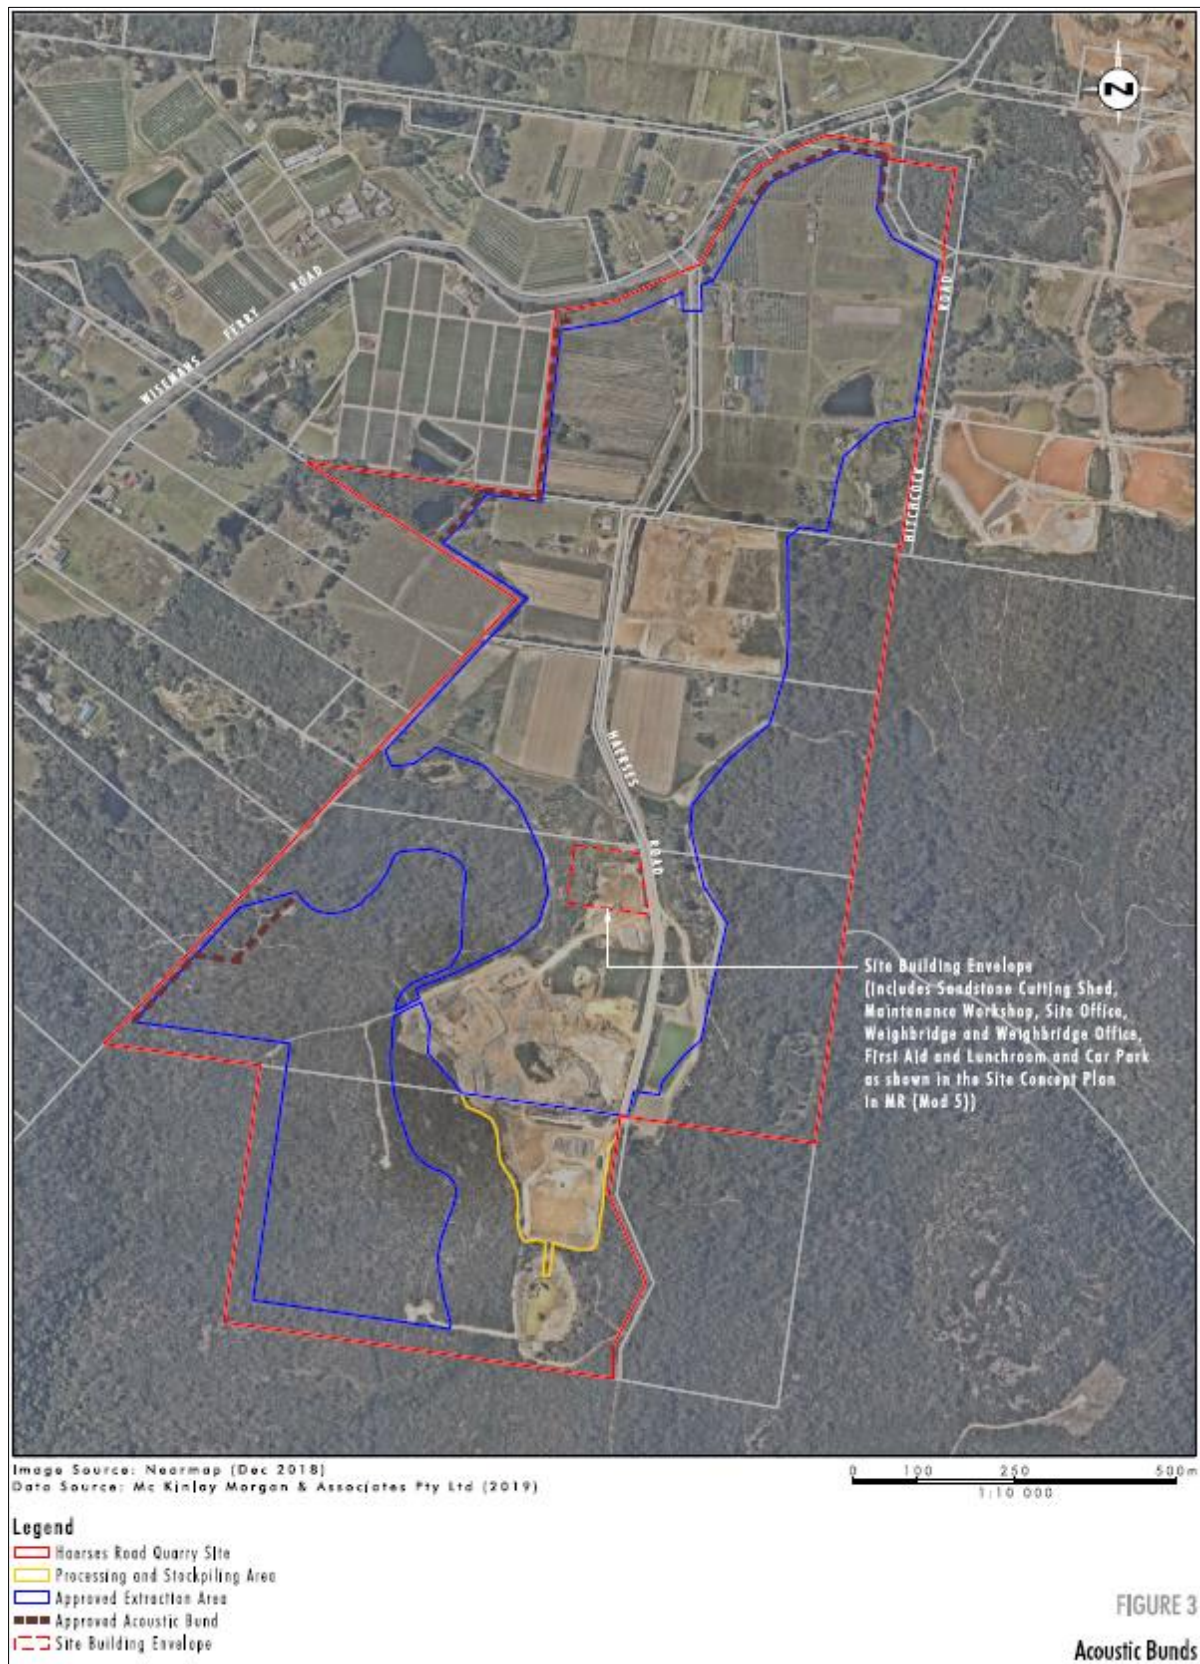 N
WISEMANS FERRY ROAD
HITCHCOCK ROAD
HAERSES ROAD
Site Building Envelope
(includes Sandstone Cutting Shed,
Maintenance Workshop, Site Office,
Weighbridge and Weighbridge Office,
First Aid and Lunchroom and Car Park
as shown in the Site Concept Plan
in MR (Mod 5))
Image Source: Nearmap (Dec 2018)
Data Source: Mc Kinlay Morgan & Associates Pty Ltd (2019)
0 100 250 500m
1:10 000
Legend
Haerses Road Quarry Site
Processing and Stockpiling Area
Approved Extraction Area
Approved Acoustic Bund
Site Building Envelope
FIGURE 3
Acoustic Bunds